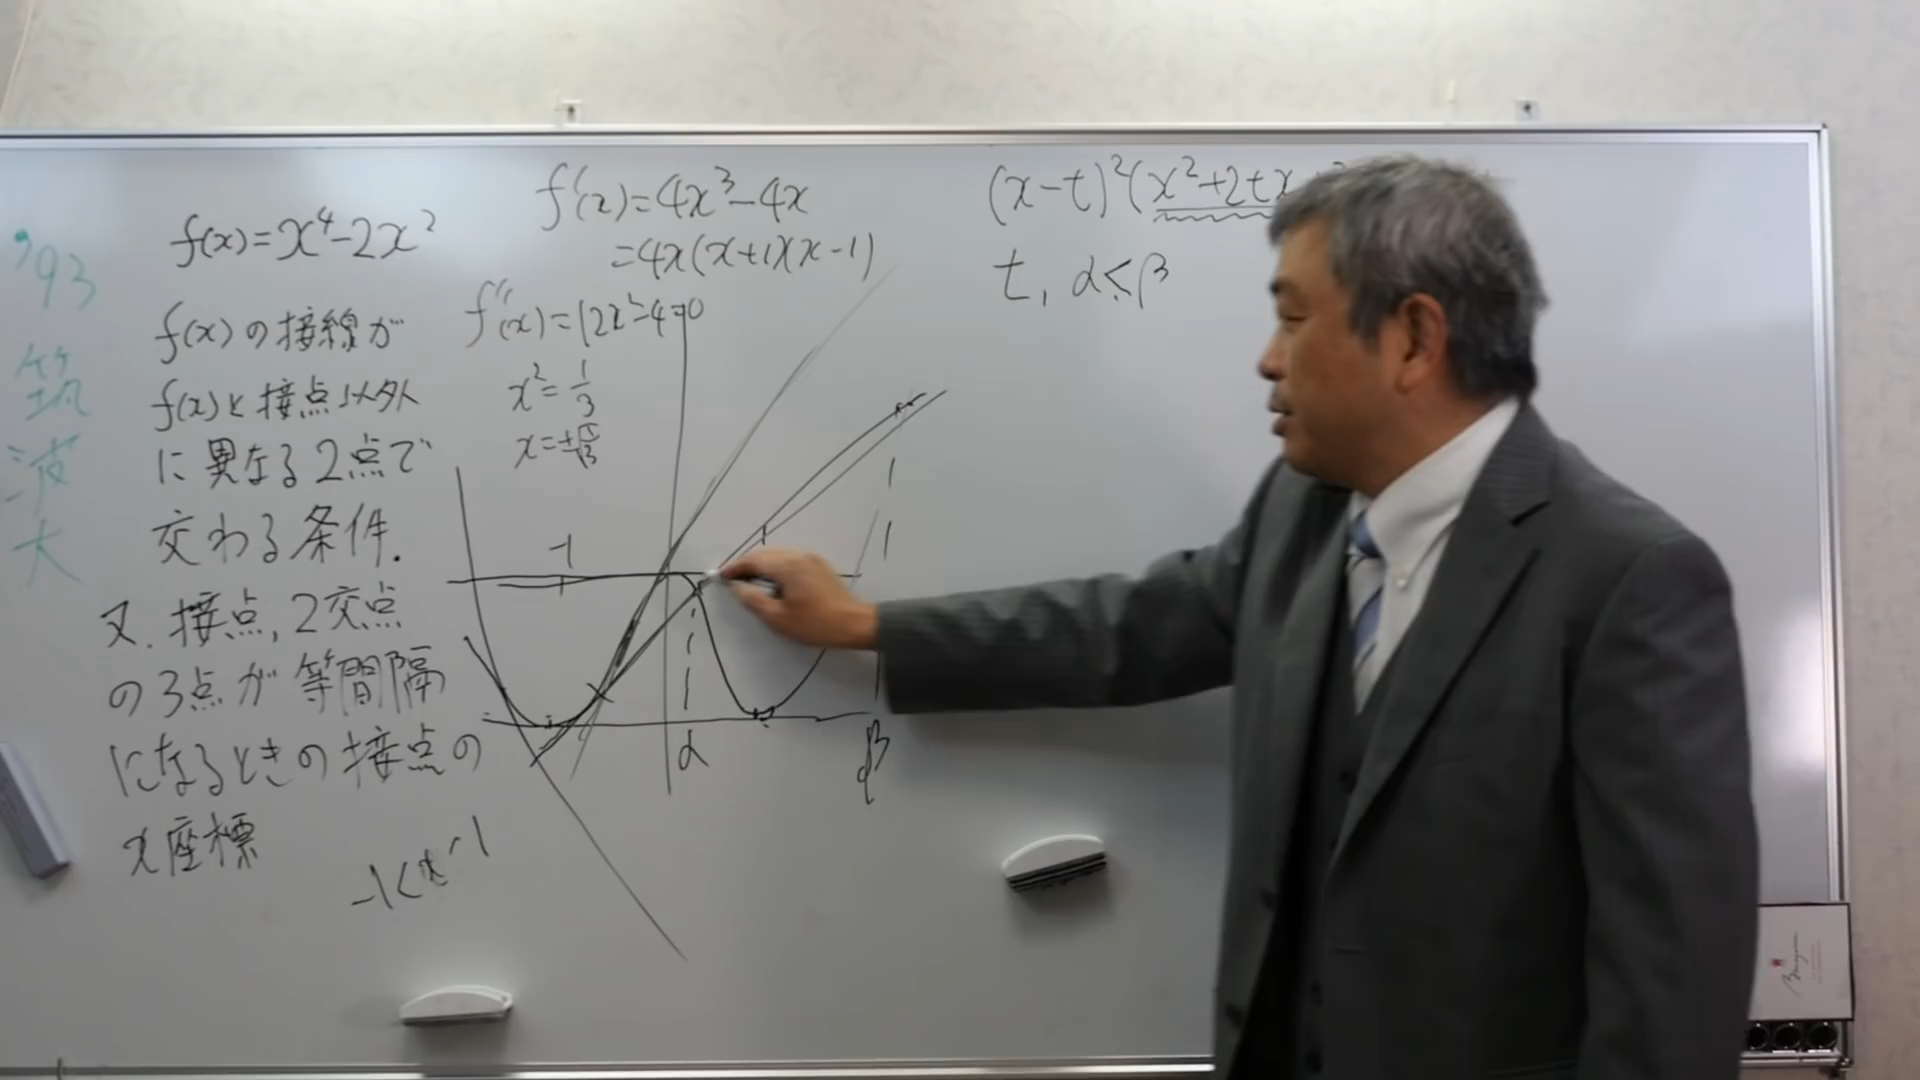 '93
筑
波
大
f(x)=x⁴-2x²
f(x)の接線が
f(x)と接点以外
に異なる2点で
交わる条件.
又.接点,2交点
の3点が等間隔
になるときの接点の
x座標
f'(x)=4x³-4x
=4x(x+1)(x-1)
f''(x)=12x²-4=0
x²=1/3
x=±√1/3
-1
α
β
(x-t)²(x²+2tx
t, α≤β